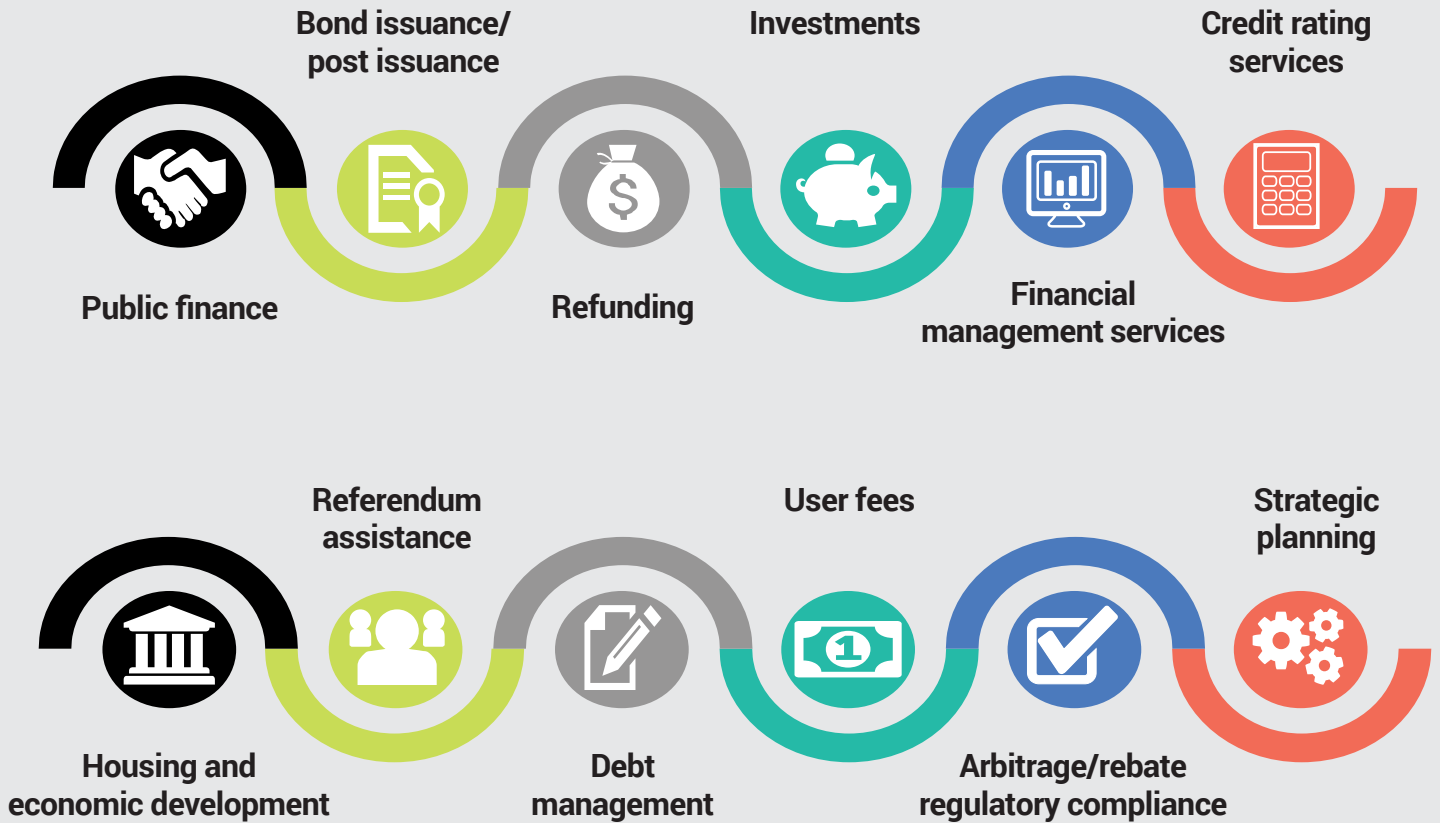 Bond issuance/
post issuance
Investments
Credit rating
services
$
Public finance
Refunding
Financial
management services
Referendum
assistance
User fees
Strategic
planning
1
Housing and
economic development
Debt
management
Arbitrage/rebate
regulatory compliance